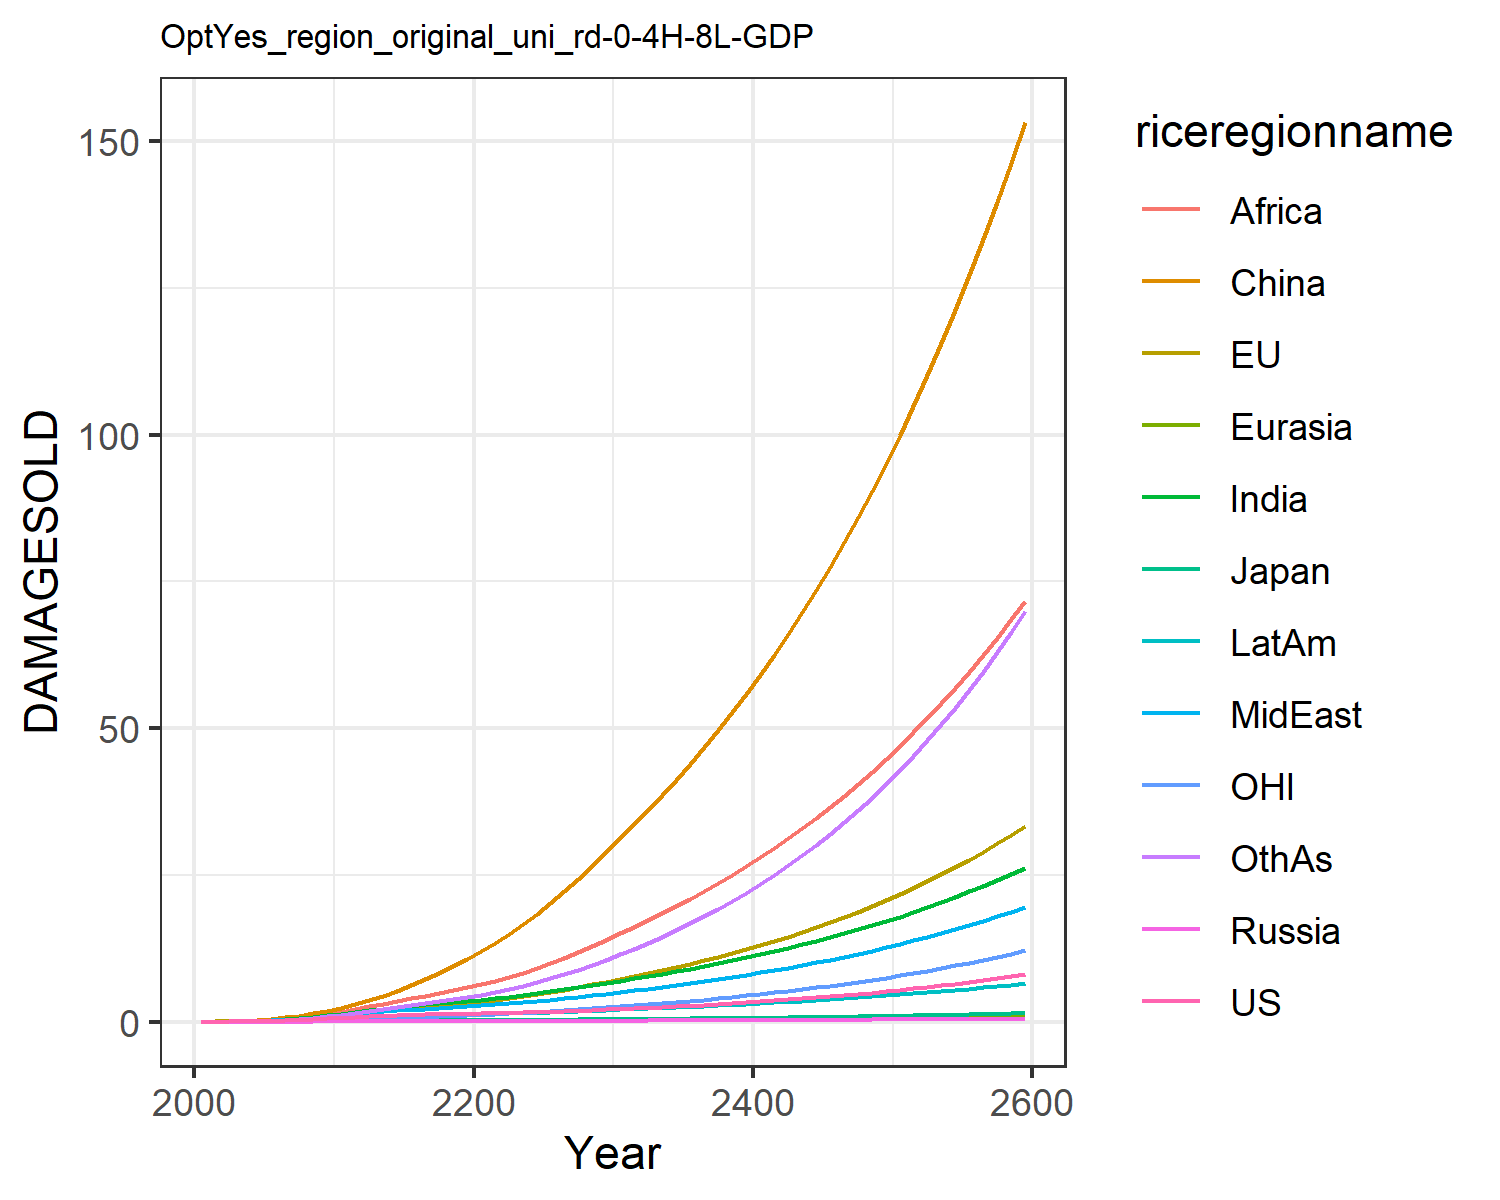 OptYes_region_original_uni_rd-0-4H-8L-GDP
150
100
50
0
DAMAGESOLD
2000
2200
2400
2600
Year
riceregionname
Africa
China
EU
Eurasia
India
Japan
LatAm
MidEast
OHI
OthAs
Russia
US